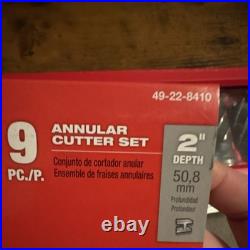 49-22-8410
9
PC./P.
ANNULAR
CUTTER SET
Conjunto de cortador anular
Ensemble de fraises annulaires
2"
DEPTH
50,8
mm
Profundidad
Profondeur